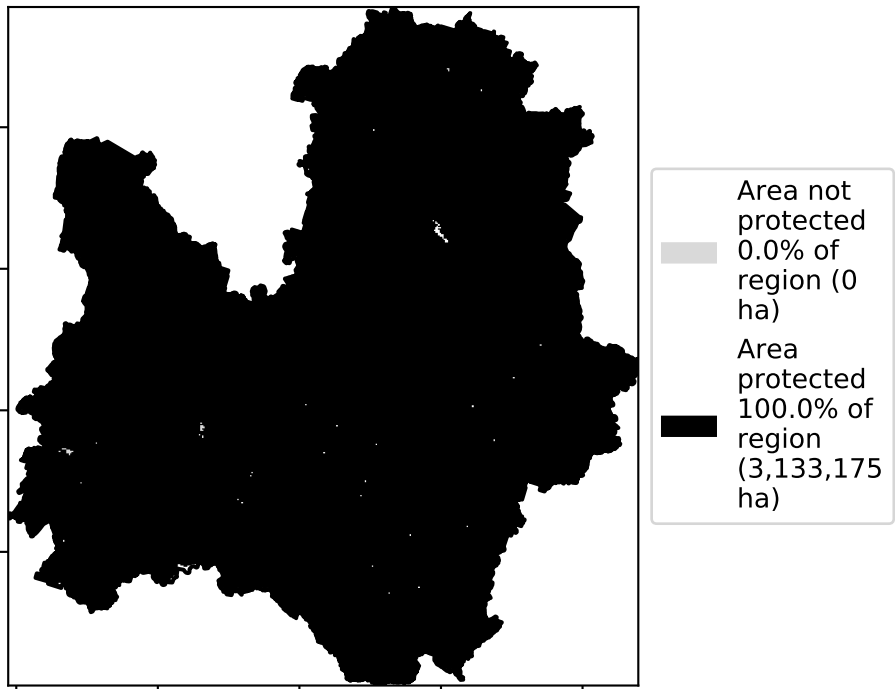 Area not
protected
0.0% of
region (0
ha)
Area
protected
100.0% of
region
(3,133,175
ha)